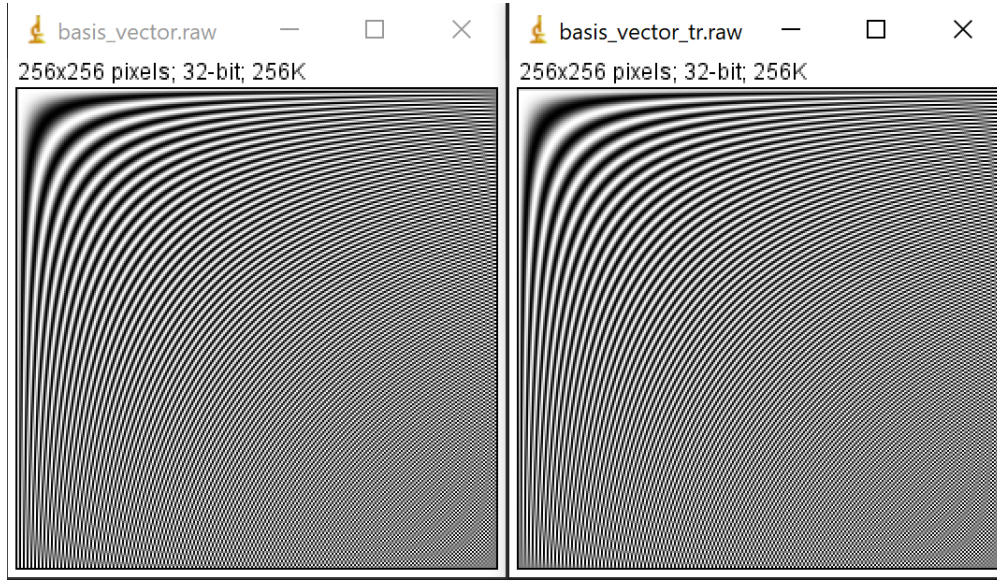 basis_vector.raw
256x256 pixels; 32-bit; 256K
basis_vector_tr.raw
256x256 pixels; 32-bit; 256K